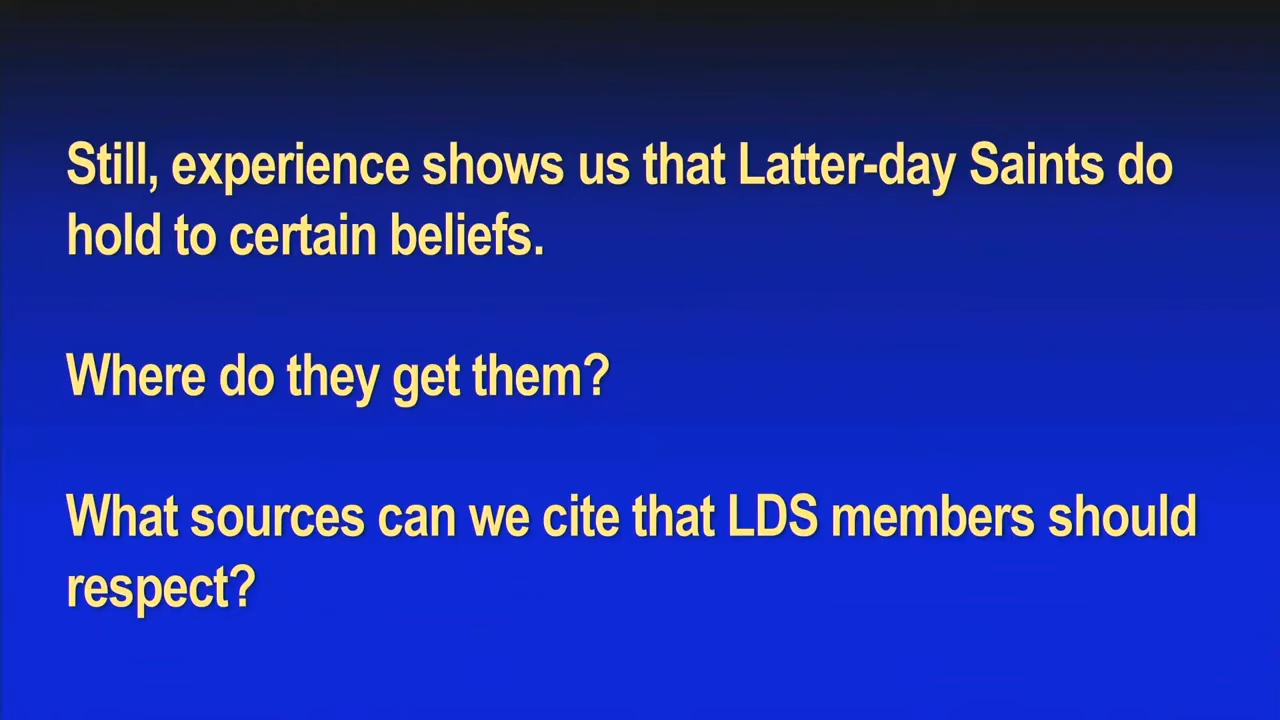 Still, experience shows us that Latter-day Saints do
hold to certain beliefs.
Where do they get them?
What sources can we cite that LDS members should
respect?